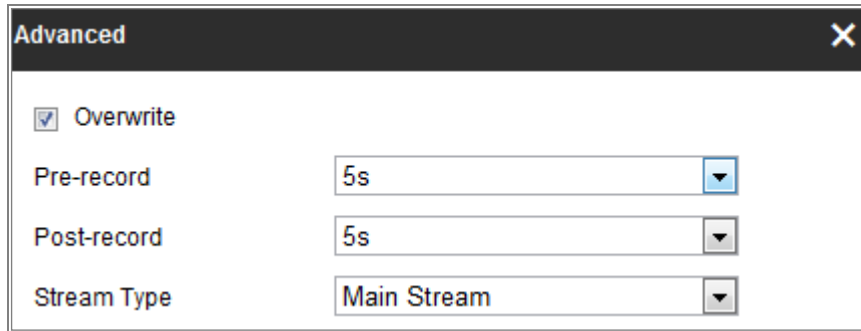 Advanced
Overwrite
Pre-record 5s
Post-record 5s
Stream Type Main Stream